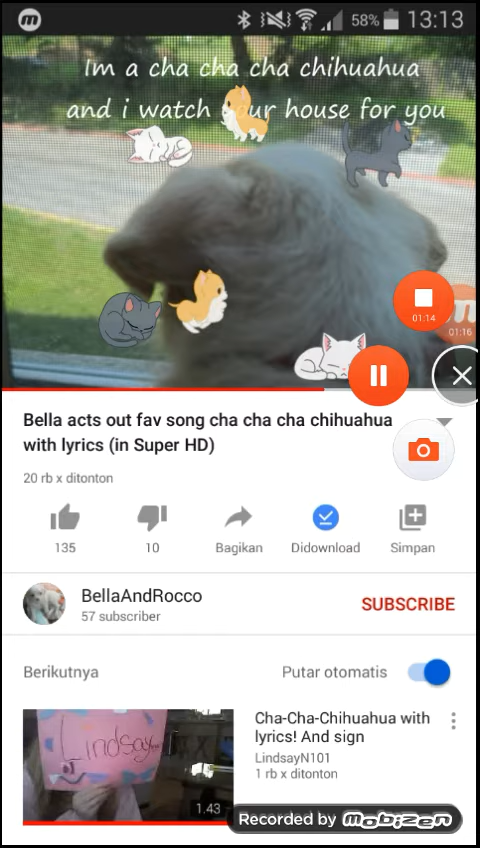 58% 13:13
Im a cha cha cha chihuahua
and i watch our house for you
01:14
01:16
Bella acts out fav song cha cha cha chihuahua
with lyrics (in Super HD)
20 rb x ditonton
135 10 Bagikan Didownload Simpan
BellaAndRocco
57 subscriber
SUBSCRIBE
Berikutnya Putar otomatis
Lindsay
Cha-Cha-Chihuahua with
lyrics! And sign
LindsayN101
1 rb x ditonton
1.43
Recorded by Mobizen